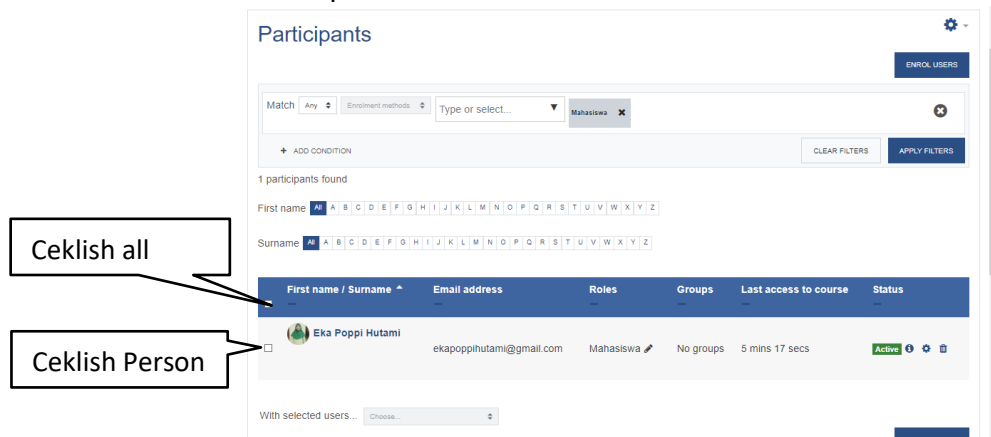 Participants
ENROL USERS
Match Any Enrolment methods Type or select... ▼ Mahasiswa ✖
+ ADD CONDITION CLEAR FILTERS APPLY FILTERS
1 participants found
First name All A B C D E F G H I J K L M N O P Q R S T U V W X Y Z
Surname All A B C D E F G H I J K L M N O P Q R S T U V W X Y Z
Ceklish all
First name / Surname Email address Roles Groups Last access to course Status
Eka Poppi Hutami
ekapoppihutami@gmail.com Mahasiswa No groups 5 mins 17 secs Active
Ceklish Person
With selected users... Choose...